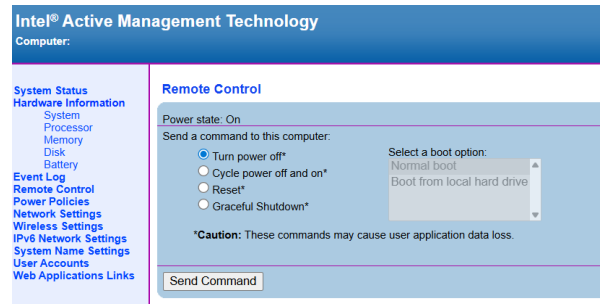 Intel® Active Management Technology
Computer:
System Status
Hardware Information
System
Processor
Memory
Disk
Battery
Event Log
Remote Control
Power Policies
Network Settings
Wireless Settings
IPv6 Network Settings
System Name Settings
User Accounts
Web Applications Links
Remote Control
Power state: On
Send a command to this computer:
Turn power off*
Cycle power off and on*
Reset*
Graceful Shutdown*
Select a boot option:
Normal boot
Boot from local hard drive
*Caution: These commands may cause user application data loss.
Send Command